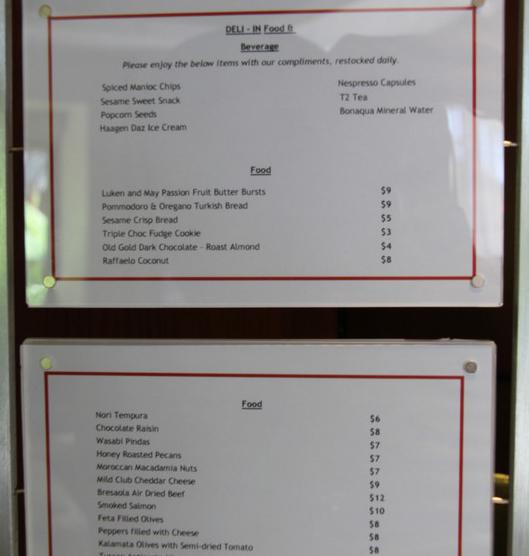 DELI - IN Food &
Beverage
Please enjoy the below items with our compliments, restocked daily.
Spiced Manioc Chips
Sesame Sweet Snack
Popcorn Seeds
Haagen Daz Ice Cream
Nespresso Capsules
T2 Tea
Bonaqua Mineral Water
Food
Luken and May Passion Fruit Butter Bursts $9
Pommodoro & Oregano Turkish Bread $9
Sesame Crisp Bread $5
Triple Choc Fudge Cookie $3
Old Gold Dark Chocolate - Roast Almond $4
Raffaelo Coconut $8
Food
Nori Tempura $6
Chocolate Raisin $8
Wasabi Pindas $7
Honey Roasted Pecans $7
Moroccan Macadamia Nuts $7
Mild Club Cheddar Cheese $9
Bresaola Air Dried Beef $12
Smoked Salmon $10
Feta Filled Olives $8
Peppers filled with Cheese $8
Kalamata Olives with Semi-dried Tomato $8